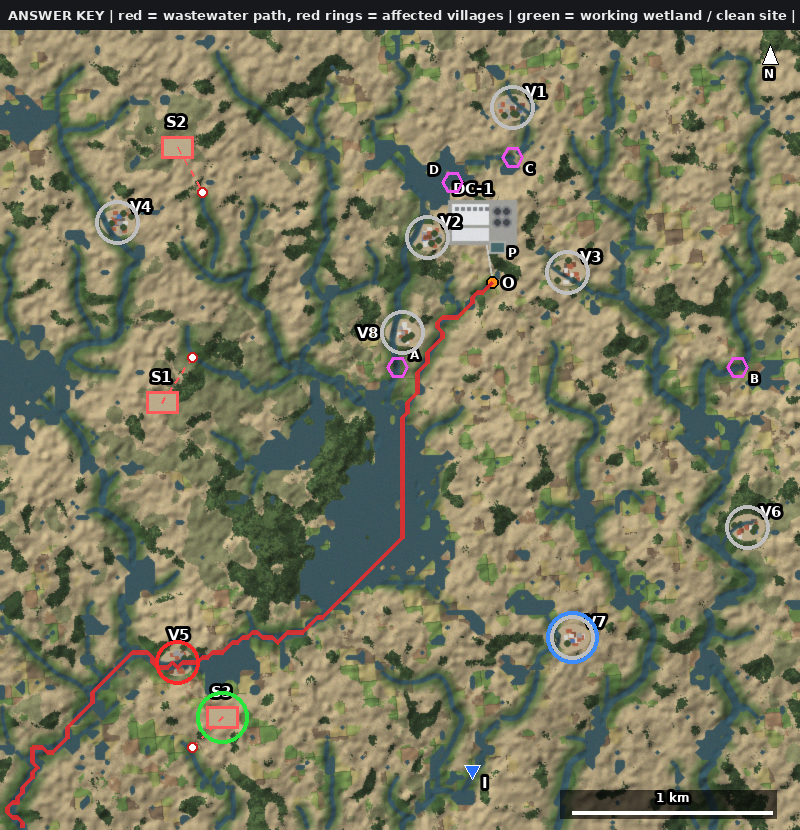 ANSWER KEY | red = wastewater path, red rings = affected villages | green = working wetland / clean site |
N
V1
S2
C
D
DC-1
V4
V2
P
V3
O
V8
A
B
S1
V6
V7
V5
S3
I
1 km